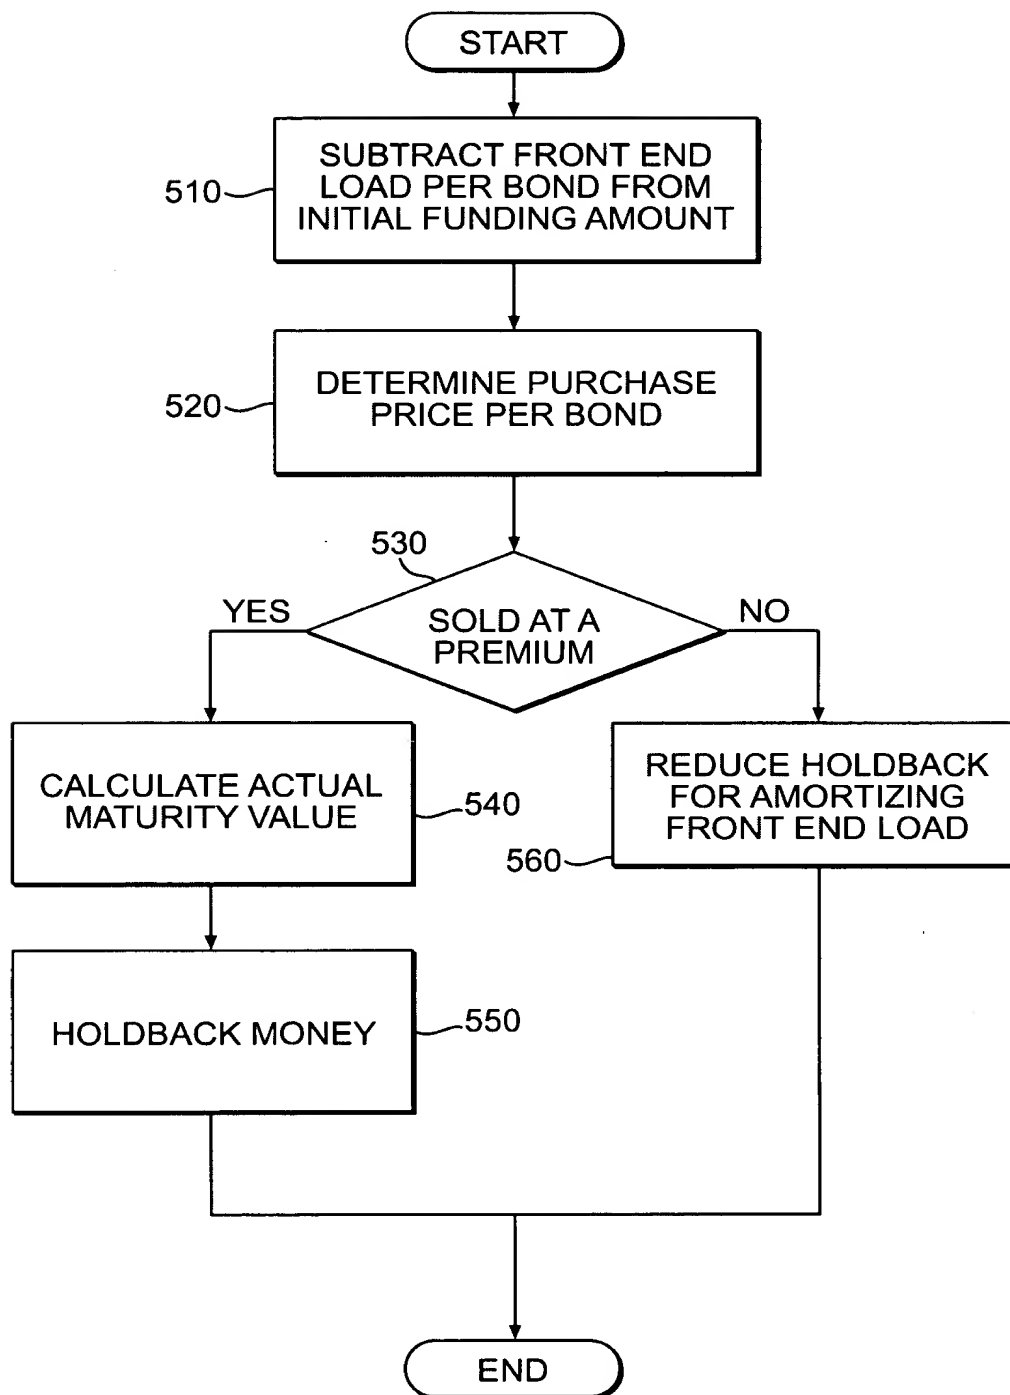 START
510
SUBTRACT FRONT END
LOAD PER BOND FROM
INITIAL FUNDING AMOUNT
520
DETERMINE PURCHASE
PRICE PER BOND
530
YES
SOLD AT A
PREMIUM
NO
CALCULATE ACTUAL
MATURITY VALUE
540
REDUCE HOLDBACK
FOR AMORTIZING
FRONT END LOAD
560
HOLDBACK MONEY
550
END